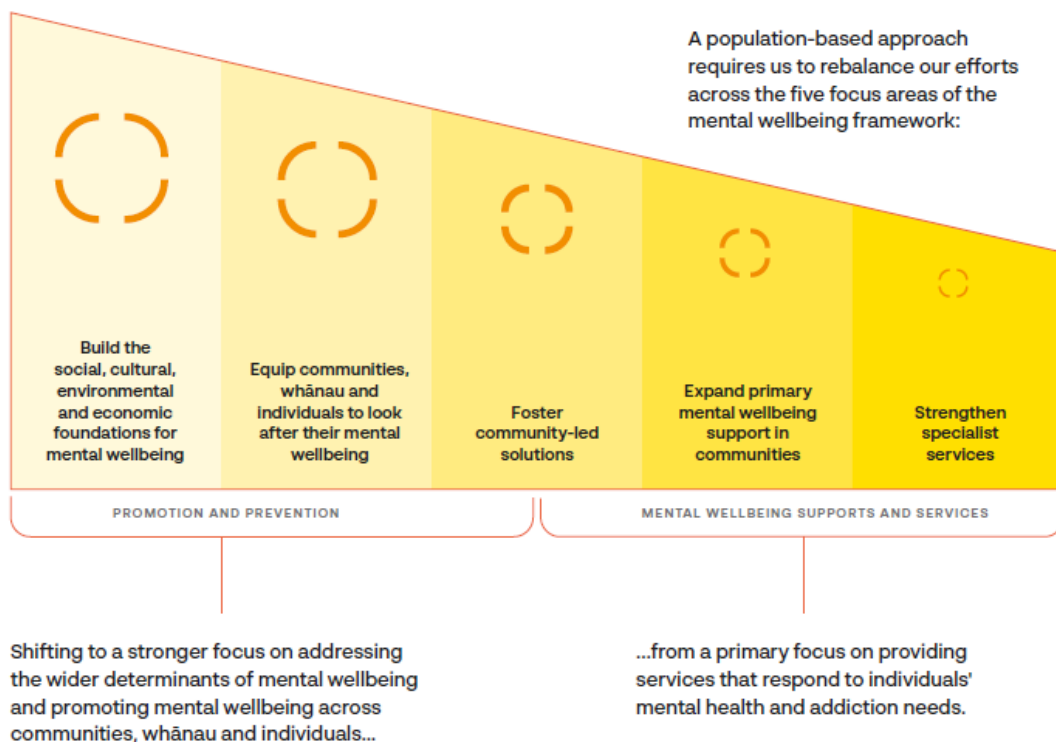 A population-based approach
requires us to rebalance our efforts
across the five focus areas of the
mental wellbeing framework:
Build the
social, cultural,
environmental
and economic
foundations for
mental wellbeing
Equip communities,
whānau and
individuals to look
after their mental
wellbeing
Foster
community-led
solutions
Expand primary
mental wellbeing
support in
communities
Strengthen
specialist
services
PROMOTION AND PREVENTION
MENTAL WELLBEING SUPPORTS AND SERVICES
Shifting to a stronger focus on addressing
the wider determinants of mental wellbeing
and promoting mental wellbeing across
communities, whānau and individuals...
...from a primary focus on providing
services that respond to individuals'
mental health and addiction needs.